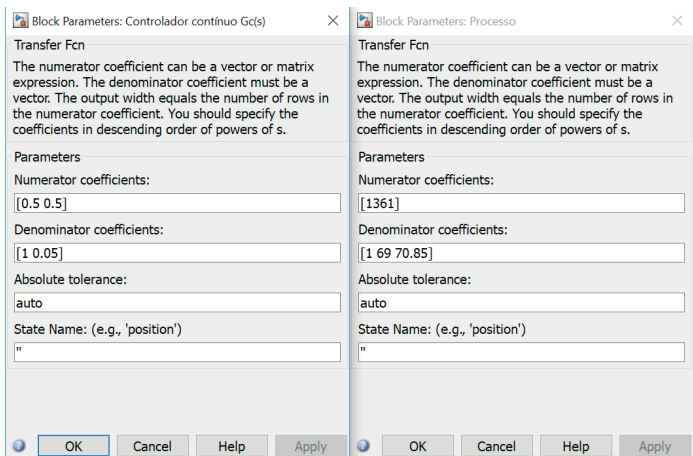 Block Parameters: Controlador contínuo Gc(s)
Transfer Fcn
The numerator coefficient can be a vector or matrix
expression. The denominator coefficient must be a
vector. The output width equals the number of rows in
the numerator coefficient. You should specify the
coefficients in descending order of powers of s.
Parameters
Numerator coefficients:
[0.5 0.5]
Denominator coefficients:
[1 0.05]
Absolute tolerance:
auto
State Name: (e.g., 'position')
''
OK Cancel Help Apply
Block Parameters: Processo
Transfer Fcn
The numerator coefficient can be a vector or matrix
expression. The denominator coefficient must be a
vector. The output width equals the number of rows in
the numerator coefficient. You should specify the
coefficients in descending order of powers of s.
Parameters
Numerator coefficients:
[1361]
Denominator coefficients:
[1 69 70.85]
Absolute tolerance:
auto
State Name: (e.g., 'position')
''
OK Cancel Help Apply